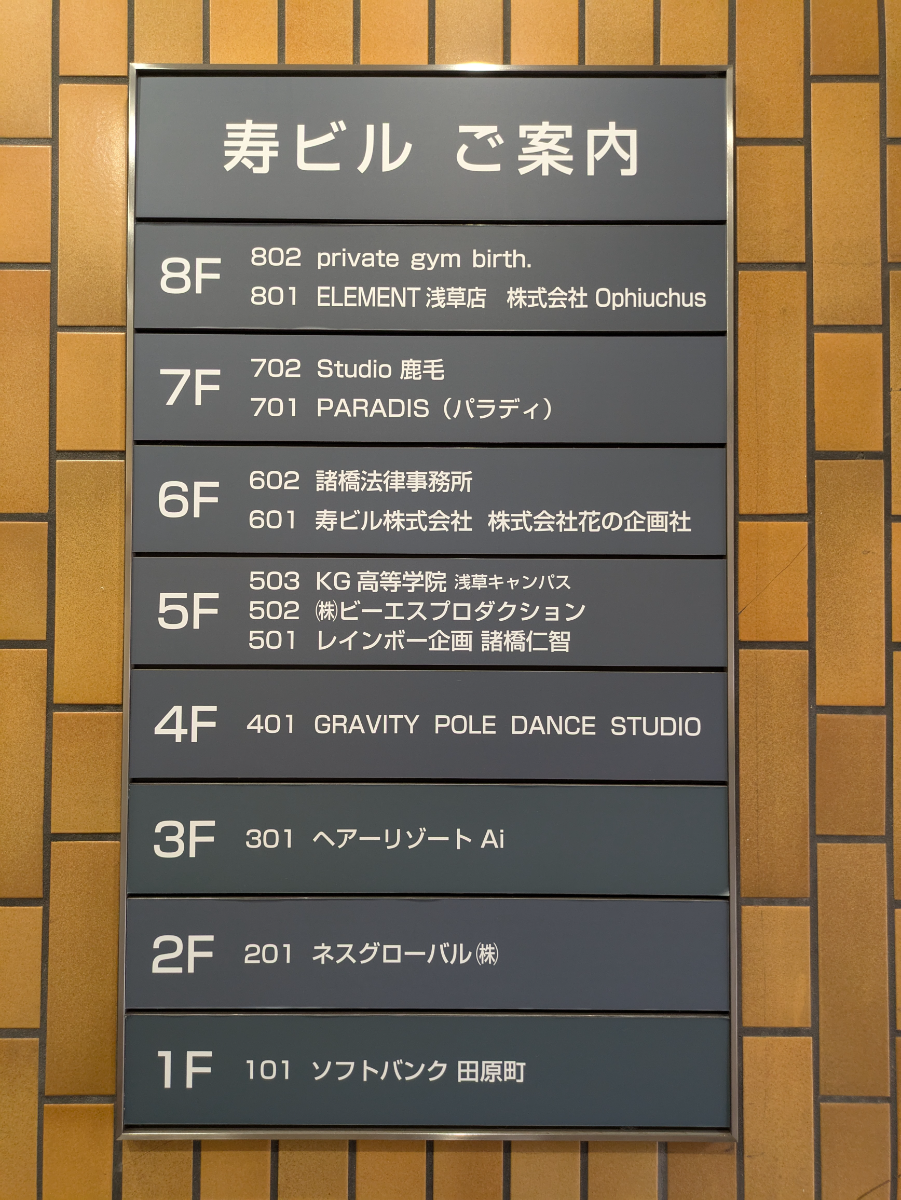 寿ビル ご案内
8F
802 private gym birth.
801 ELEMENT 浅草店 株式会社 Ophiuchus
7F
702 Studio 鹿毛
701 PARADIS（パラディ）
6F
602 諸橋法律事務所
601 寿ビル株式会社 株式会社花の企画社
5F
503 KG 高等学院 浅草キャンパス
502 ㈱ビーエスプロダクション
501 レインボー企画 諸橋仁智
4F
401 GRAVITY POLE DANCE STUDIO
3F
301 ヘアーリゾート Ai
2F
201 ネスグローバル㈱
1F
101 ソフトバンク 田原町